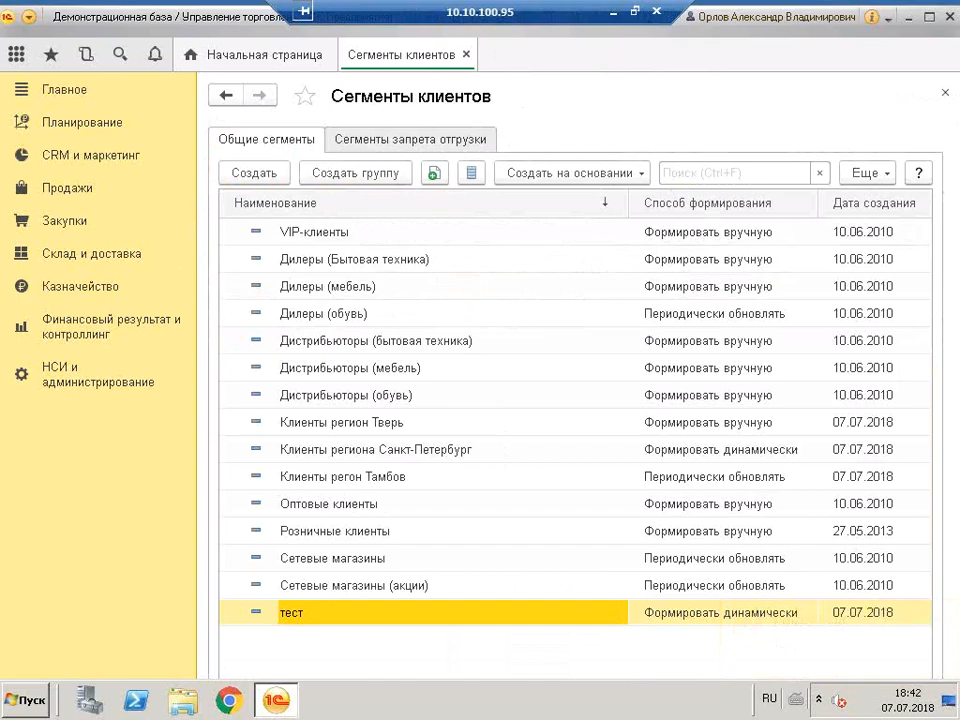 10.10.100.95
Демонстрационная база / Управление торговл
Орлов Александр Владимирович
Начальная страница
Сегменты клиентов ×
Главное
Планирование
CRM и маркетинг
Продажи
Закупки
Склад и доставка
Казначейство
Финансовый результат и
контроллинг
НСИ и
администрирование
Сегменты клиентов
Общие сегменты
Сегменты запрета отгрузки
Создать
Создать группу
Создать на основании
Поиск (Ctrl+F)
×
Еще
?
Наименование ↓ Способ формирования Дата создания
VIP-клиенты Формировать вручную 10.06.2010
Дилеры (Бытовая техника) Формировать вручную 10.06.2010
Дилеры (мебель) Формировать вручную 10.06.2010
Дилеры (обувь) Периодически обновлять 10.06.2010
Дистрибьюторы (бытовая техника) Формировать вручную 10.06.2010
Дистрибьюторы (мебель) Формировать вручную 10.06.2010
Дистрибьюторы (обувь) Формировать вручную 10.06.2010
Клиенты регион Тверь Формировать вручную 07.07.2018
Клиенты региона Санкт-Петербург Формировать динамически 07.07.2018
Клиенты регон Тамбов Периодически обновлять 07.07.2018
Оптовые клиенты Формировать вручную 10.06.2010
Розничные клиенты Формировать вручную 27.05.2013
Сетевые магазины Периодически обновлять 10.06.2010
Сетевые магазины (акции) Периодически обновлять 10.06.2010
тест Формировать динамически 07.07.2018
Пуск
1С
RU
18:42
07.07.2018